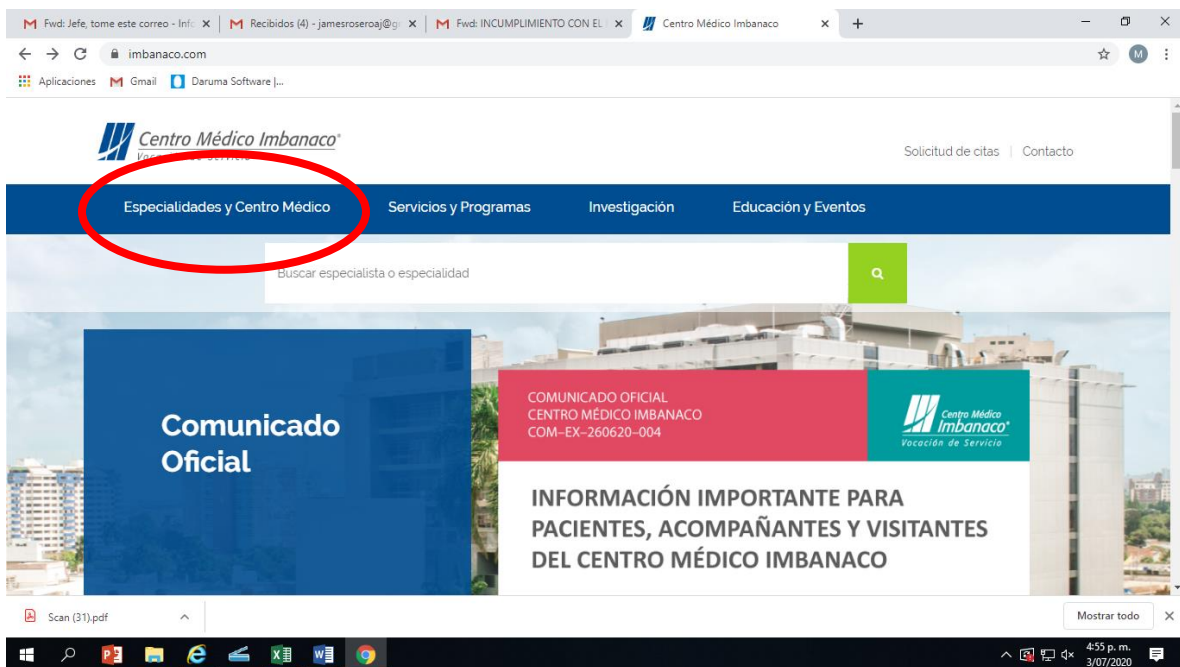 Fwd: Jefe, tome este correo - Info
Recibidos (4) - jamesroseroaj@g
Fwd: INCUMPLIMIENTO CON EL
Centro Médico Imbanaco
imbanaco.com
M
Aplicaciones
Gmail
Daruma Software |...
Centro Médico Imbanaco
Solicitud de citas | Contacto
Especialidades y Centro Médico
Servicios y Programas
Investigación
Educación y Eventos
Buscar especialista o especialidad
Comunicado
Oficial
COMUNICADO OFICIAL
CENTRO MÉDICO IMBANACO
COM-EX-260620-004
Centro Médico
Imbanaco
Vocación de Servicio
INFORMACIÓN IMPORTANTE PARA
PACIENTES, ACOMPAÑANTES Y VISITANTES
DEL CENTRO MÉDICO IMBANACO
Scan (31).pdf
Mostrar todo
4:55 p. m.
3/07/2020